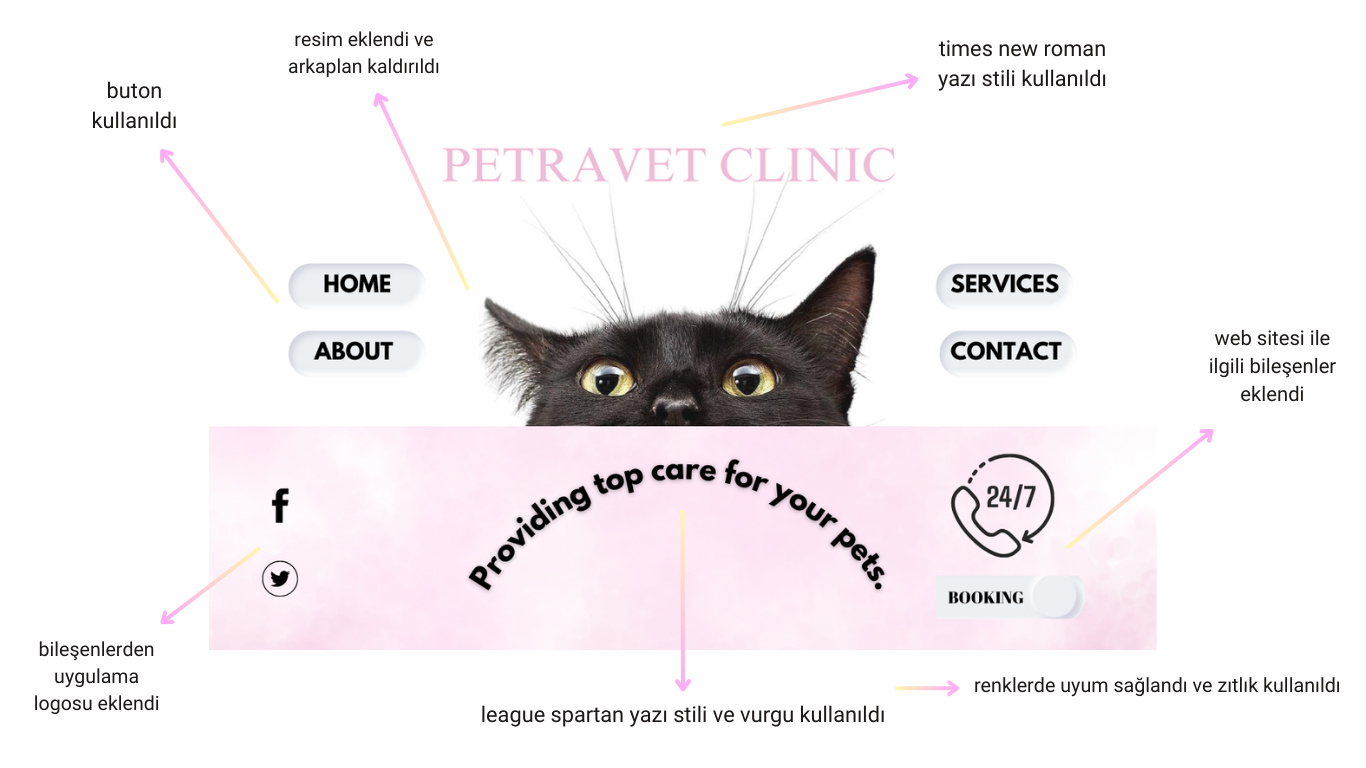 resim eklendi ve
arkaplan kaldırıldı
times new roman
yazı stili kullanıldı
buton
kullanıldı
PETRAVET CLINIC
HOME
SERVICES
ABOUT
CONTACT
web sitesi ile
ilgili bileşenler
eklendi
Providing top care for your pets.
f
24/7
BOOKING
bileşenlerden
uygulama
logosu eklendi
renklerde uyum sağlandı ve zıtlık kullanıldı
league spartan yazı stili ve vurgu kullanıldı